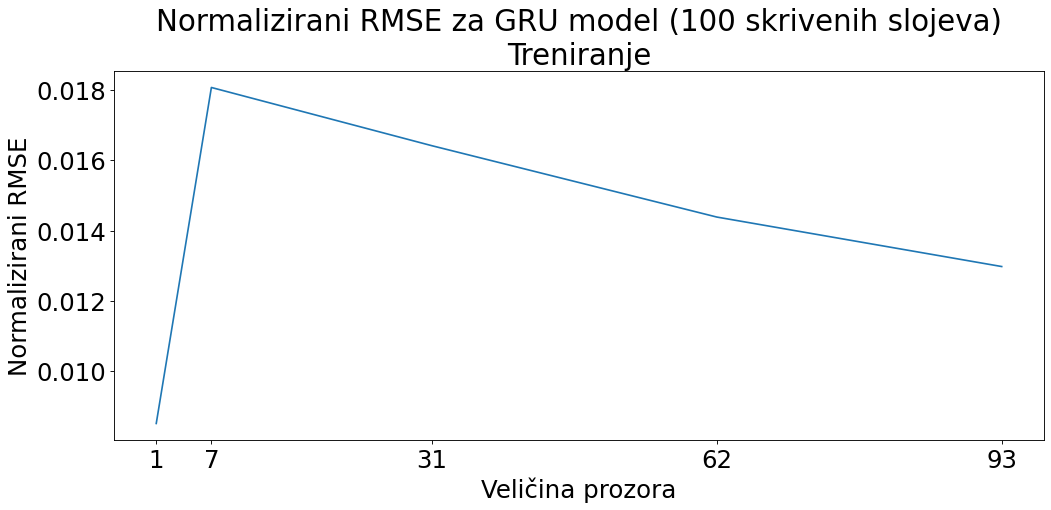 Normalizirani RMSE za GRU model (100 skrivenih slojeva)
Treniranje
Normalizirani RMSE
0.018
0.016
0.014
0.012
0.010
1 7 31 62 93
Veličina prozora